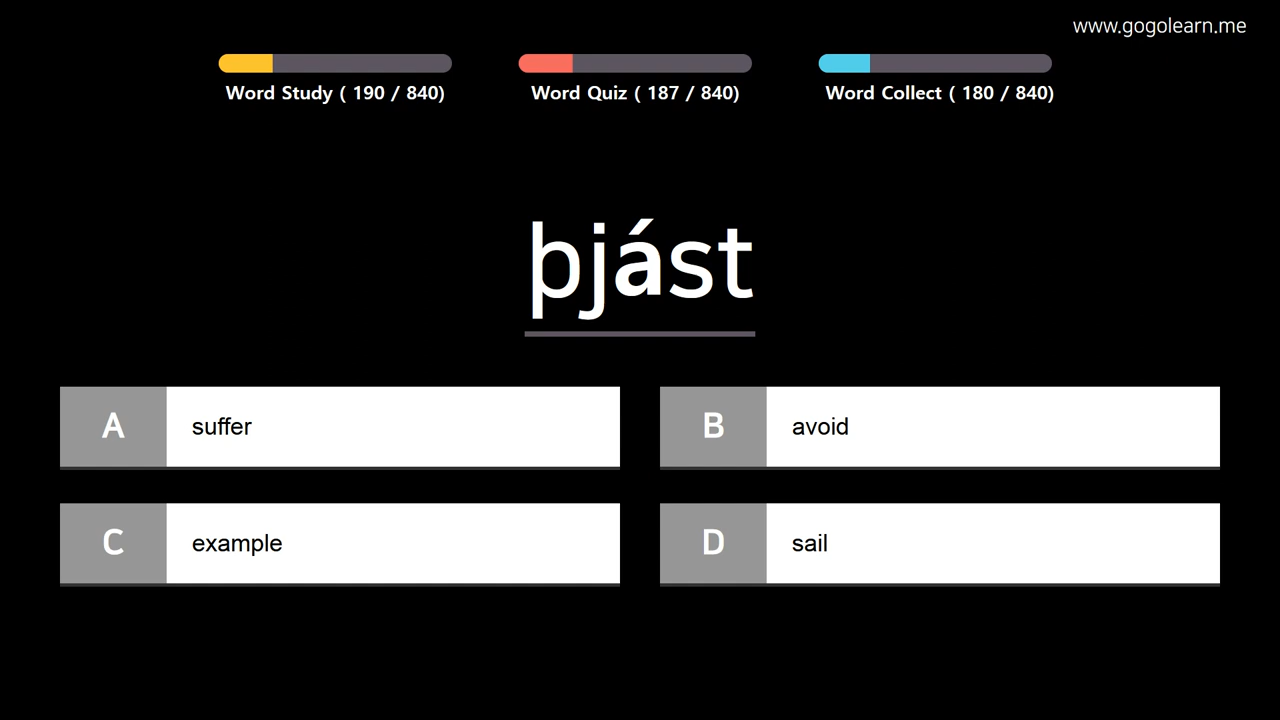 www.gogolearn.me
Word Study ( 190 / 840)
Word Quiz ( 187 / 840)
Word Collect ( 180 / 840)
þjást
A suffer
B avoid
C example
D sail